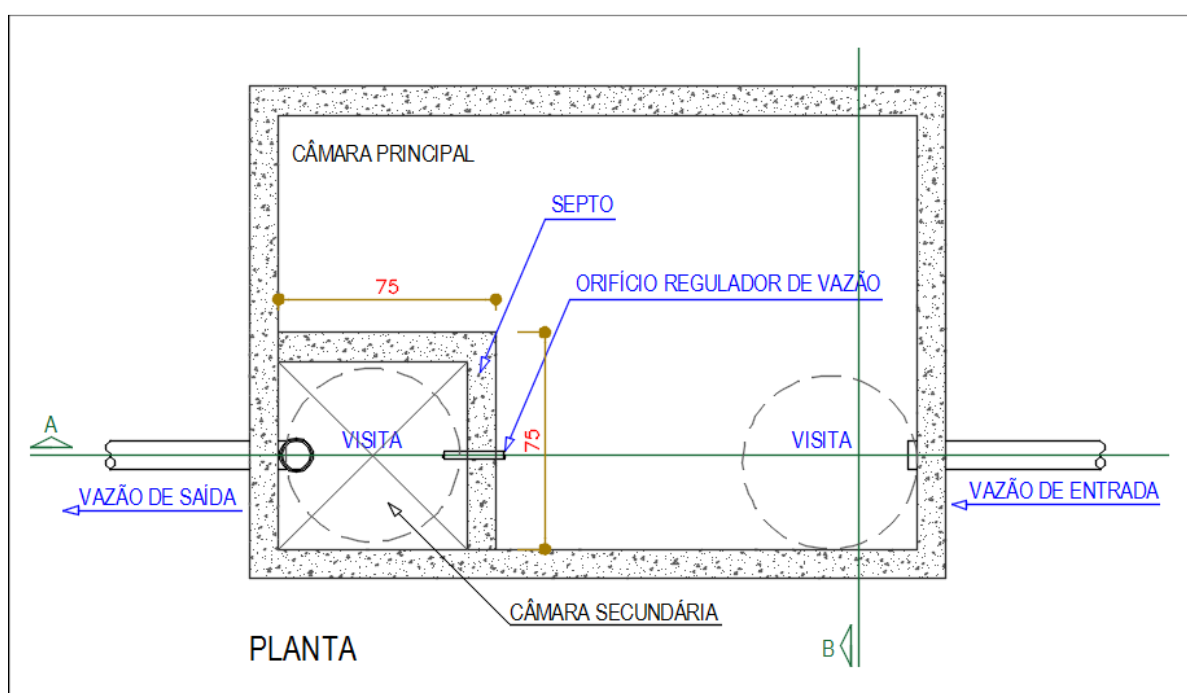 CÂMARA PRINCIPAL
SEPTO
75
ORIFÍCIO REGULADOR DE VAZÃO
A
VISITA
75
VISITA
VAZÃO DE SAÍDA
VAZÃO DE ENTRADA
CÂMARA SECUNDÁRIA
PLANTA
B